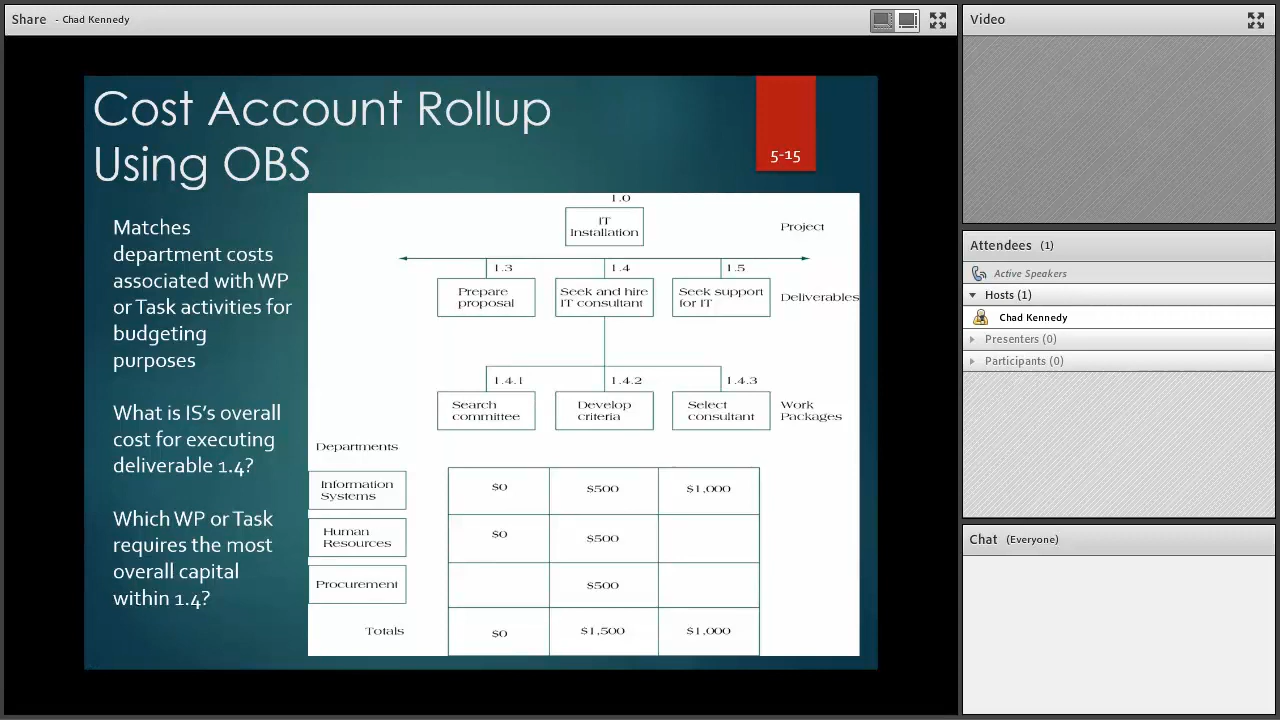 Share - Chad Kennedy
Cost Account Rollup
Using OBS
5-15
Matches
department costs
associated with WP
or Task activities for
budgeting
purposes
What is IS's overall
cost for executing
deliverable 1.4?
Which WP or Task
requires the most
overall capital
within 1.4?
1.0
IT
Installation
Project
1.3
1.4
1.5
Prepare
proposal
Seek and hire
IT consultant
Seek support
for IT
Deliverables
1.4.1
1.4.2
1.4.3
Search
committee
Develop
criteria
Select
consultant
Work
Packages
Departments
Information
Systems
$0
$500
$1,000
Human
Resources
$0
$500
Procurement
$500
Totals
$0
$1,500
$1,000
Video
Attendees (1)
Active Speakers
Hosts (1)
Chad Kennedy
Presenters (0)
Participants (0)
Chat (Everyone)